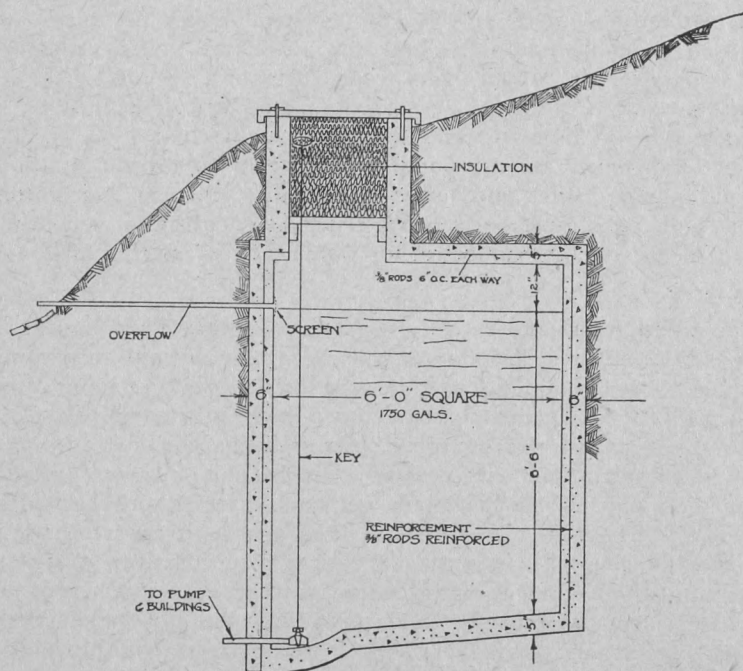 INSULATION
5"
3/8" RODS 6" O.C. EACH WAY
12"
OVERFLOW
SCREEN
6"
6'-0" SQUARE
6"
1750 GALS.
KEY
6'-6"
REINFORCEMENT
3/8" RODS REINFORCED
TO PUMP
& BUILDINGS
5"